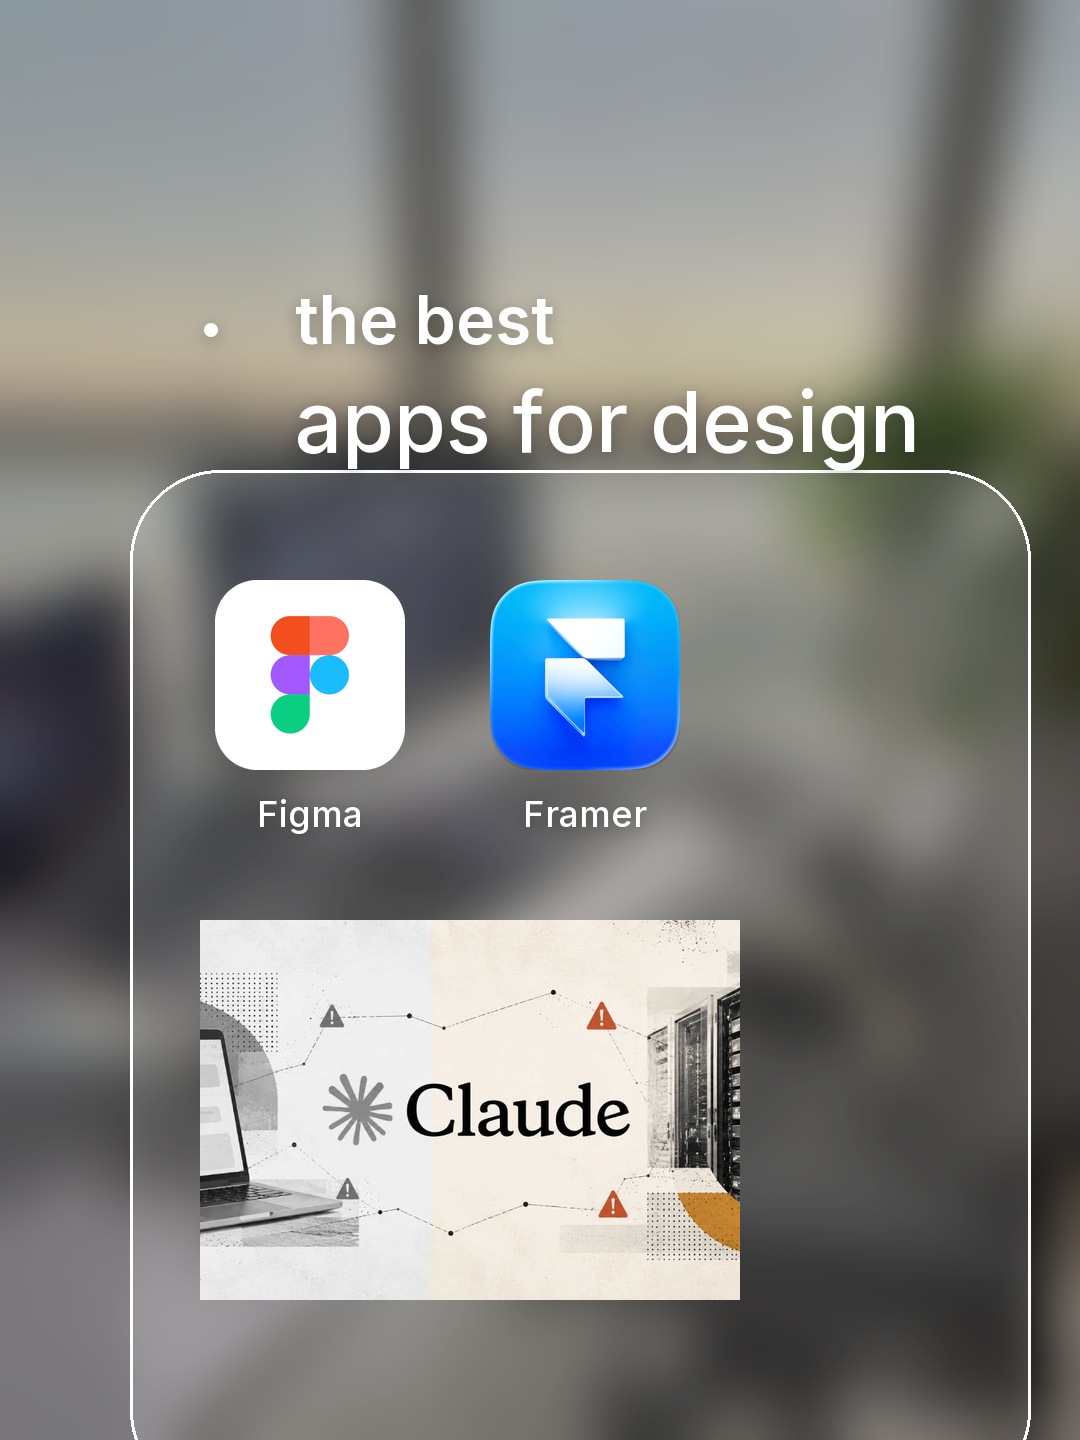 • the best
apps for design
Figma
Framer
Claude